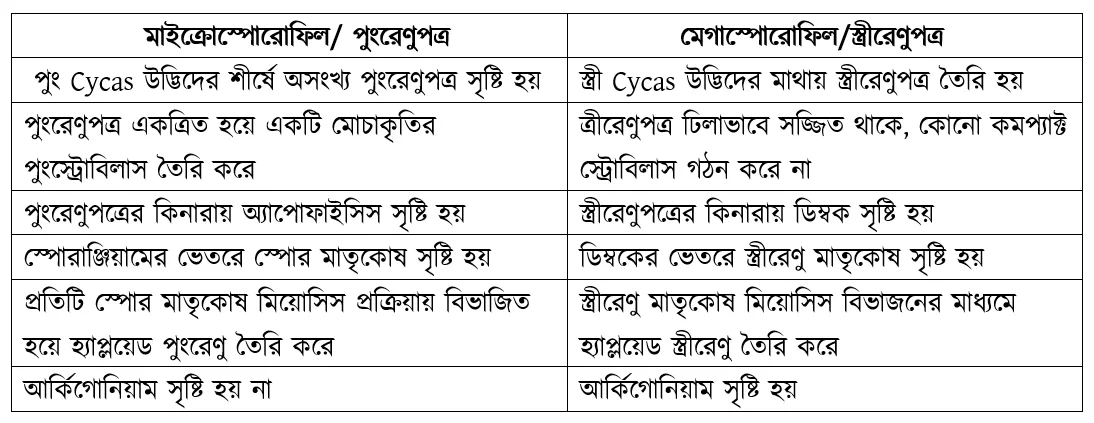 মাইক্রোস্পোরোফিল/ পুংরেণুপত্র
মেগাস্পোরোফিল/স্ত্রীরেণুপত্র
পুং Cycas উদ্ভিদের শীর্ষে অসংখ্য পুংরেণুপত্র সৃষ্টি হয়
স্ত্রী Cycas উদ্ভিদের মাথায় স্ত্রীরেণুপত্র তৈরি হয়
পুংরেণুপত্র একত্রিত হয়ে একটি মোচাকৃতির
পুংস্ট্রোবিলাস তৈরি করে
ত্রীরেণুপত্র ঢিলাভাবে সজ্জিত থাকে, কোনো কমপ্যাক্ট
স্ট্রোবিলাস গঠন করে না
পুংরেণুপত্রের কিনারায় অ্যাপোফাইসিস সৃষ্টি হয়
স্ত্রীরেণুপত্রের কিনারায় ডিম্বক সৃষ্টি হয়
স্পোরাঞ্জিয়ামের ভেতরে স্পোর মাতৃকোষ সৃষ্টি হয়
ডিম্বকের ভেতরে স্ত্রীরেণু মাতৃকোষ সৃষ্টি হয়
প্রতিটি স্পোর মাতৃকোষ মিয়োসিস প্রক্রিয়ায় বিভাজিত
হয়ে হ্যাপ্লয়েড পুংরেণু তৈরি করে
স্ত্রীরেণু মাতৃকোষ মিয়োসিস বিভাজনের মাধ্যমে
হ্যাপ্লয়েড স্ত্রীরেণু তৈরি করে
আর্কিগোনিয়াম সৃষ্টি হয় না
আর্কিগোনিয়াম সৃষ্টি হয়